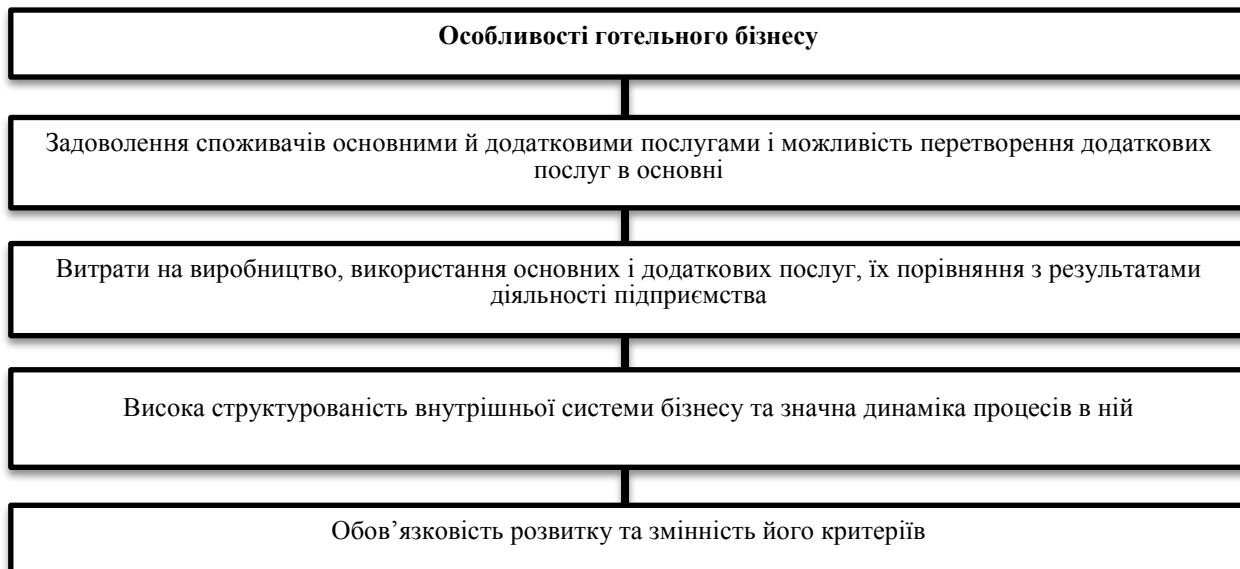 Особливості готельного бізнесу
Задоволення споживачів основними й додатковими послугами і можливість перетворення додаткових
послуг в основні
Витрати на виробництво, використання основних і додаткових послуг, їх порівняння з результатами
діяльності підприємства
Висока структурованість внутрішньої системи бізнесу та значна динаміка процесів в ній
Обов’язковість розвитку та змінність його критеріїв